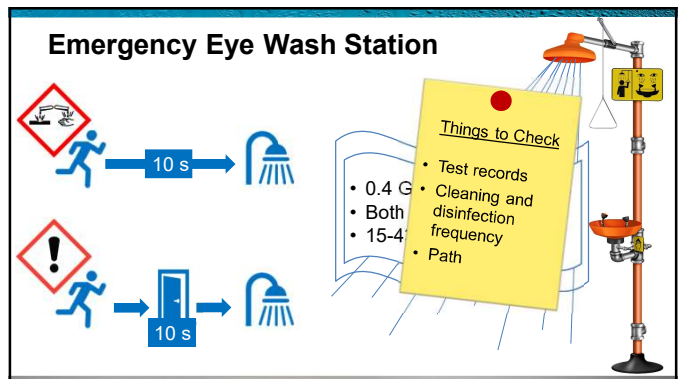 Emergency Eye Wash Station
10 s
10 s
• 0.4 G
• Both
• 15-4
Things to Check
• Test records
• Cleaning and
disinfection
frequency
• Path